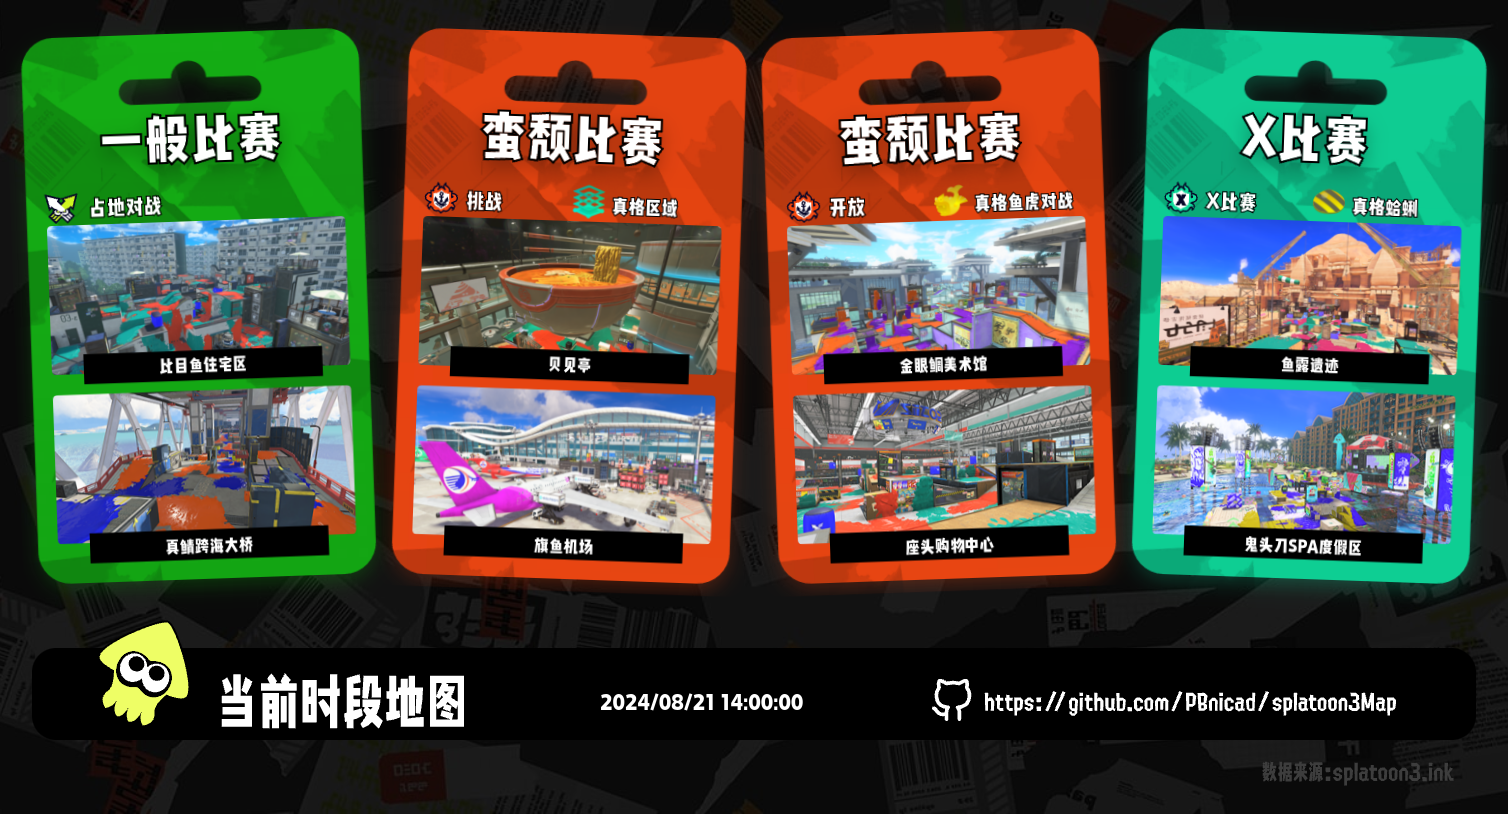 一般比赛
占地对战
比目鱼住宅区
真鲭跨海大桥
蛮颓比赛
挑战
真格区域
贝见亭
旗鱼机场
蛮颓比赛
开放
真格鱼虎对战
金眼鲷美术馆
座头购物中心
X比赛
X比赛
真格蛤蜊
鱼露遗迹
鬼头刀SPA度假区
当前时段地图
2024/08/21 14:00:00
https://github.com/PBnicad/splatoon3Map
数据来源:splatoon3.ink